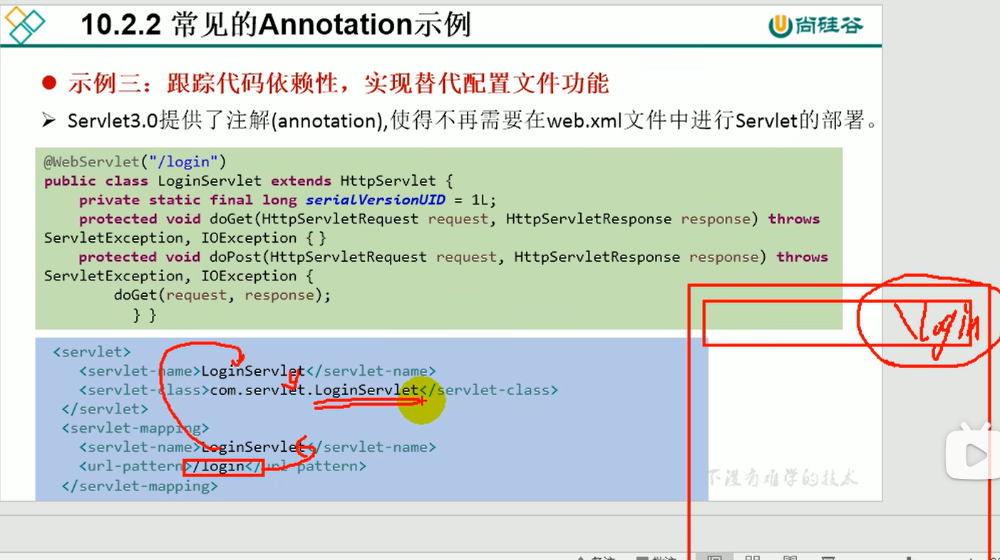 10.2.2 常见的Annotation示例
尚硅谷
● 示例三：跟踪代码依赖性，实现替代配置文件功能
➢ Servlet3.0提供了注解(annotation),使得不再需要在web.xml文件中进行Servlet的部署。
@WebServlet("/login")
public class LoginServlet extends HttpServlet {
private static final long serialVersionUID = 1L;
protected void doGet(HttpServletRequest request, HttpServletResponse response) throws
ServletException, IOException { }
protected void doPost(HttpServletRequest request, HttpServletResponse response) throws
ServletException, IOException {
doGet(request, response);
} }
\login
<servlet>
<servlet-name>LoginServlet</servlet-name>
<servlet-class>com.servlet.LoginServlet</servlet-class>
</servlet>
<servlet-mapping>
<servlet-name>LoginServlet</servlet-name>
<url-pattern>/login</url-pattern>
</servlet-mapping>
下没有难学的技术
备注
批注